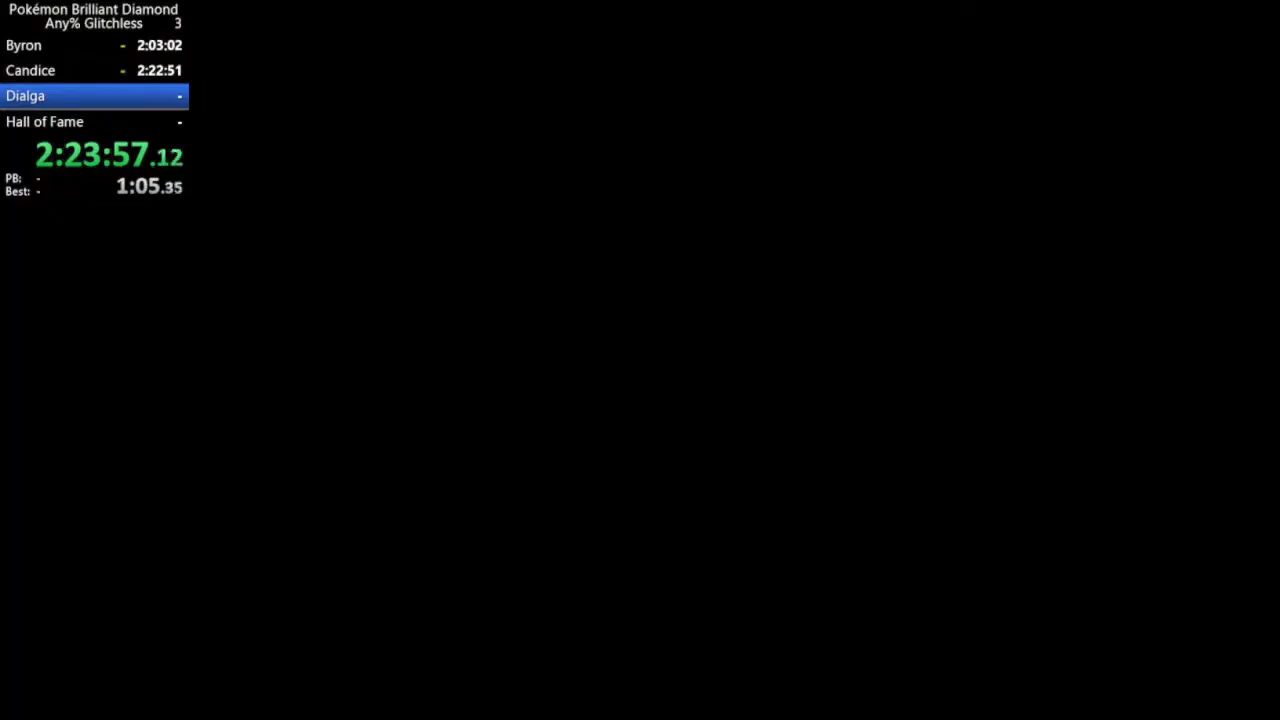 Pokémon Brilliant Diamond
Any% Glitchless 3
Byron - 2:03:02
Candice - 2:22:51
Dialga -
Hall of Fame -
2:23:57.12
PB: -
Best: - 1:05.35